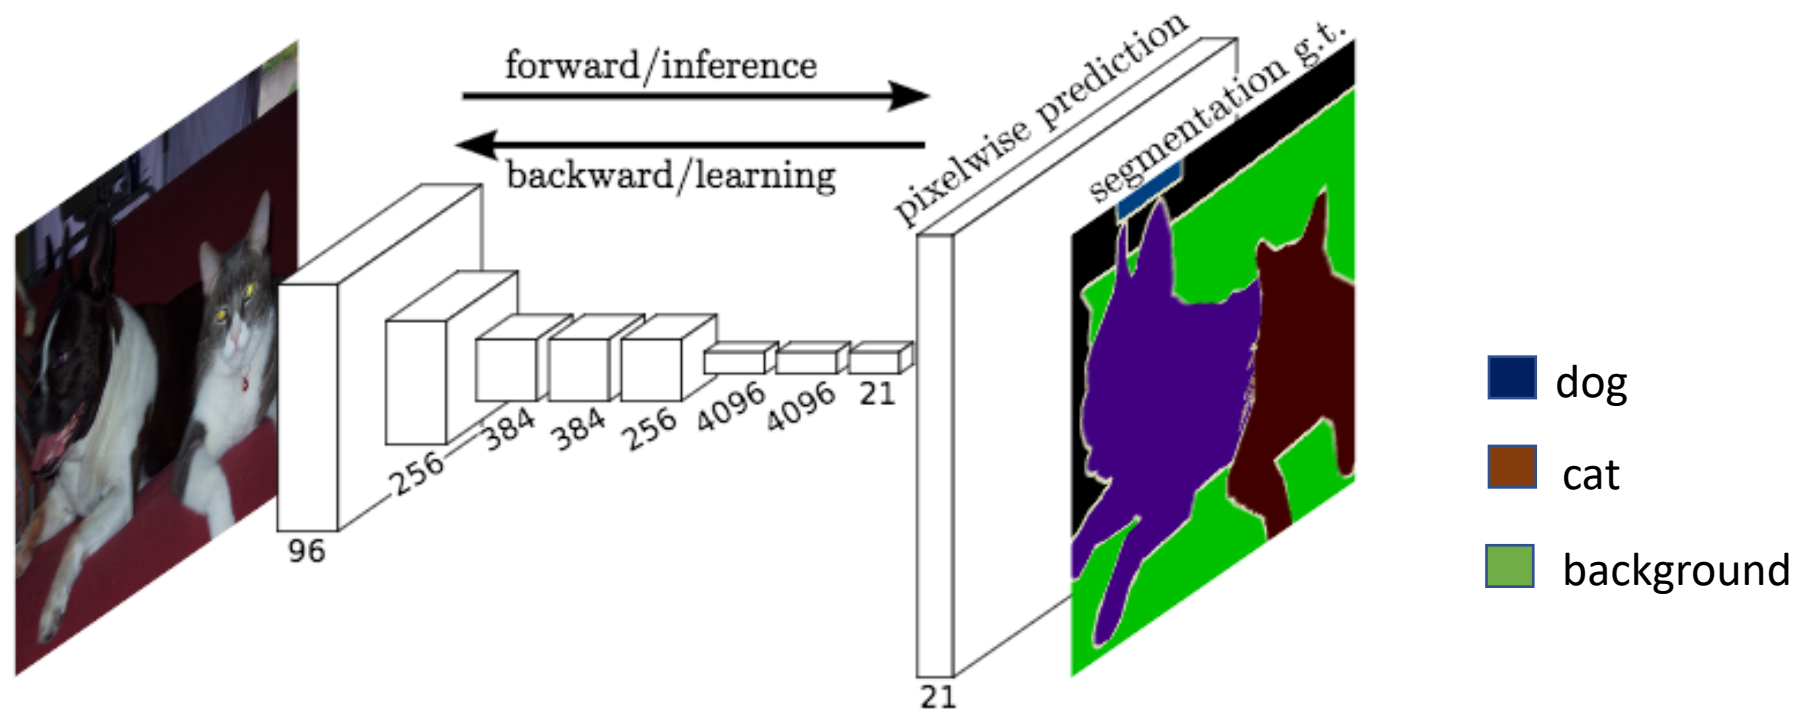 forward/inference
backward/learning
pixelwise prediction
segmentation g.t.
96
256
384
384
256
4096
4096
21
21
dog
cat
background